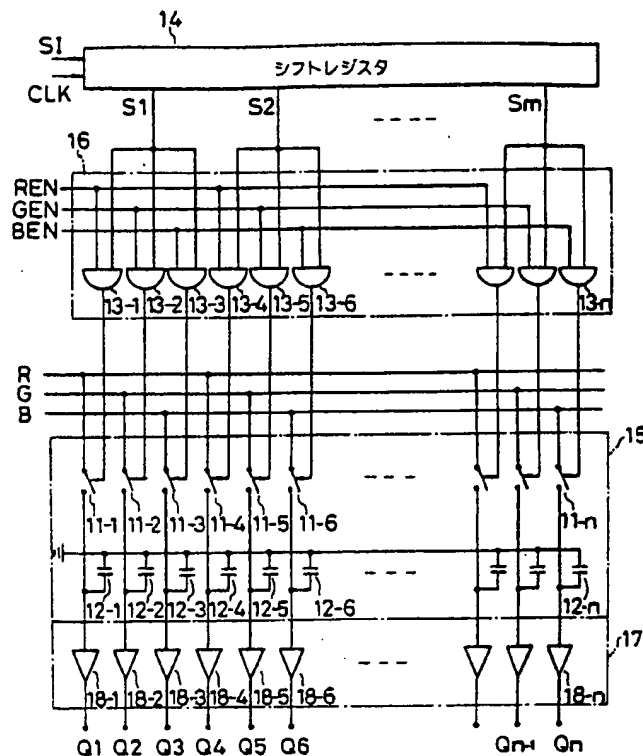 14
SI
シフトレジスタ
CLK
S1 S2 Sm
16
REN
GEN
BEN
13-1 13-2 13-3 13-4 13-5 13-6 13-n
R
G
B
15
11-1 11-2 11-3 11-4 11-5 11-6 11-n
12-1 12-2 12-3 12-4 12-5 12-6 12-n
17
18-1 18-2 18-3 18-4 18-5 18-6 18-n
Q1 Q2 Q3 Q4 Q5 Q6 Qn-1 Qn